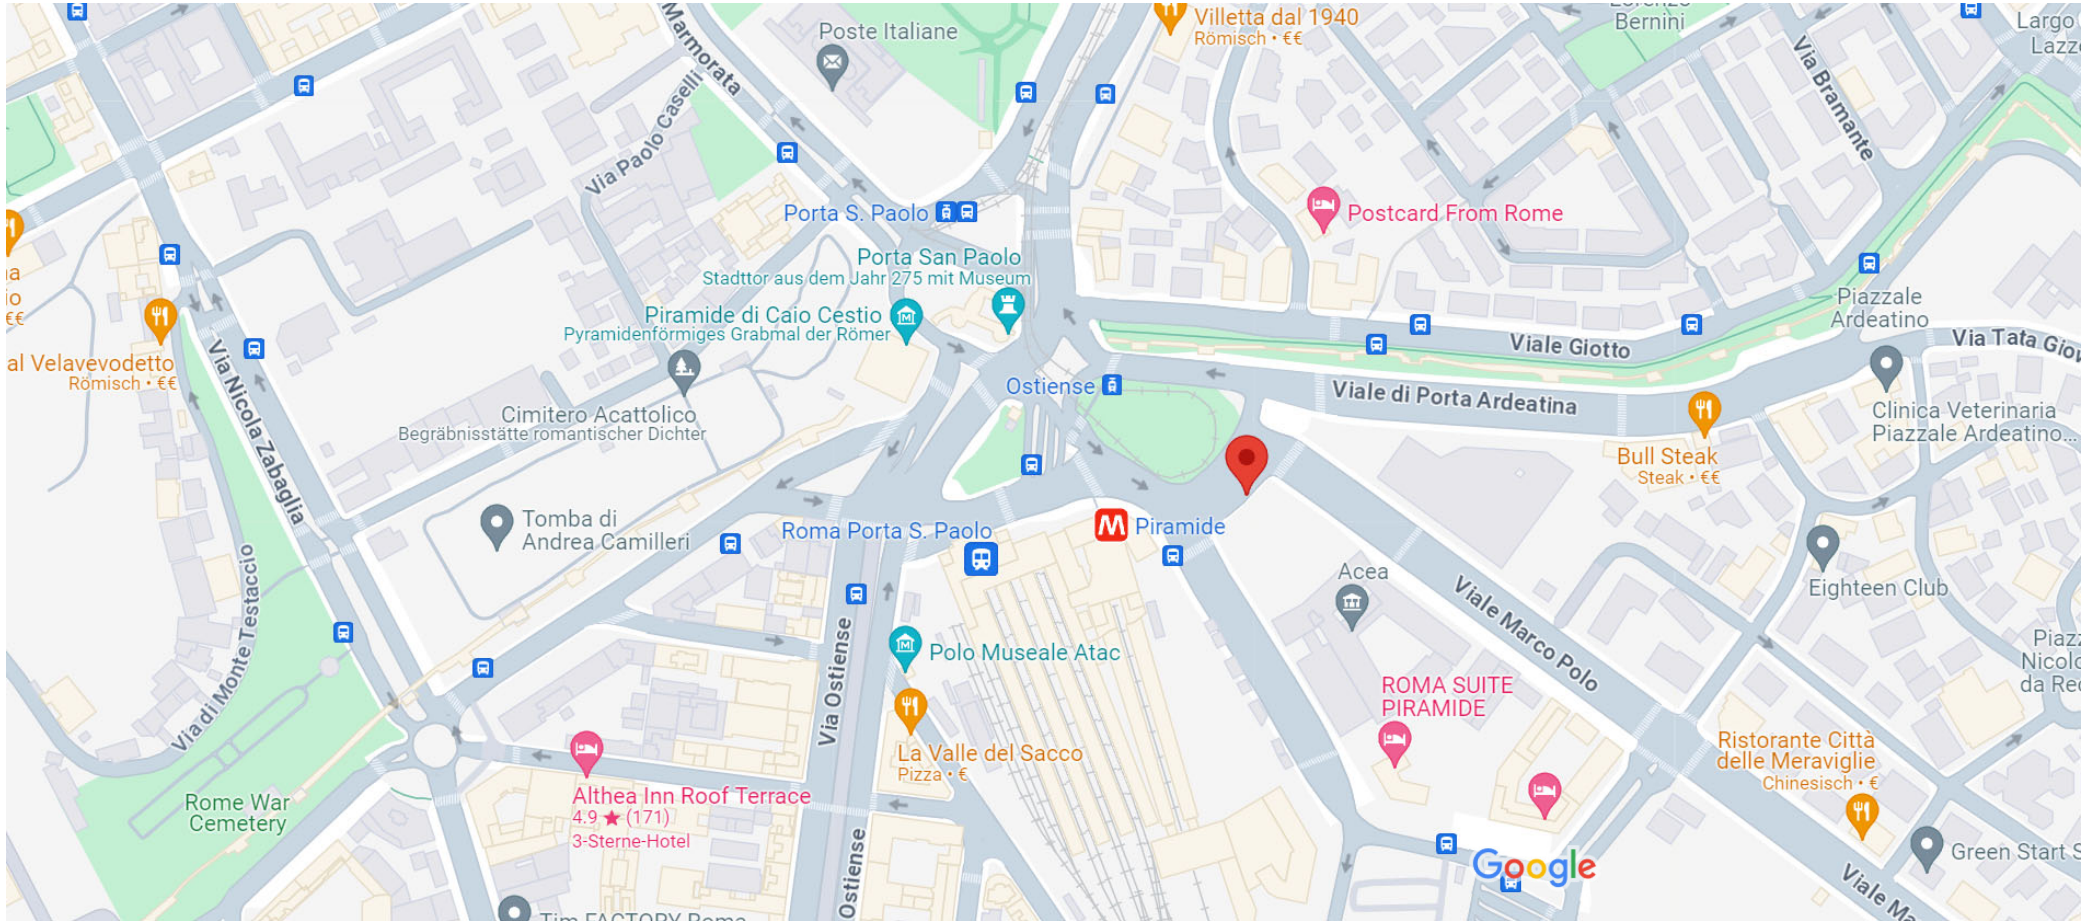 Villetta dal 1940
Römisch • €€
Poste Italiane
Marmorata
Bernini
Largo
Via Bramante
Via Paolo Caselli
Porta S. Paolo
Postcard From Rome
Porta San Paolo
Stadttor aus dem Jahr 275 mit Museum
Piramide di Caio Cestio
Pyramidenförmiges Grabmal der Römer
Piazzale
Ardeatino
Via Tata Giov
Viale Giotto
al Velavevodetto
Römisch • €€
Via Nicola Zabaglia
Ostiense
Viale di Porta Ardeatina
Cimitero Acattolico
Begräbnisstätte romantischer Dichter
Clinica Veterinaria
Piazzale Ardeatino...
Bull Steak
Steak • €€
Tomba di
Andrea Camilleri
Roma Porta S. Paolo
M
Piramide
Acea
Eighteen Club
Via di Monte Testaccio
Via Ostiense
Viale Marco Polo
Polo Museale Atac
Nicolo
da Rec
ROMA SUITE
PIRAMIDE
La Valle del Sacco
Pizza • €
Ristorante Città
delle Meraviglie
Chinesisch • €
Rome War
Cemetery
Althea Inn Roof Terrace
4.9 ★ (171)
3-Sterne-Hotel
Google
Green Start S
Viale Ma
Ostiense
Tim FACTORY Roma